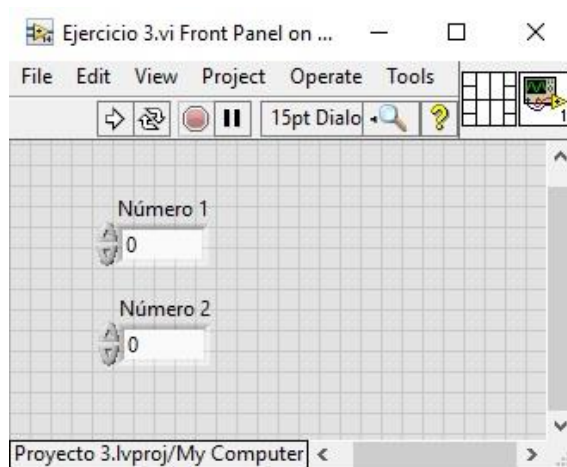 Ejercicio 3.vi Front Panel on ...
File Edit View Project Operate Tools
15pt Dialo
1
Número 1
0
Número 2
0
Proyecto 3.lvproj/My Computer